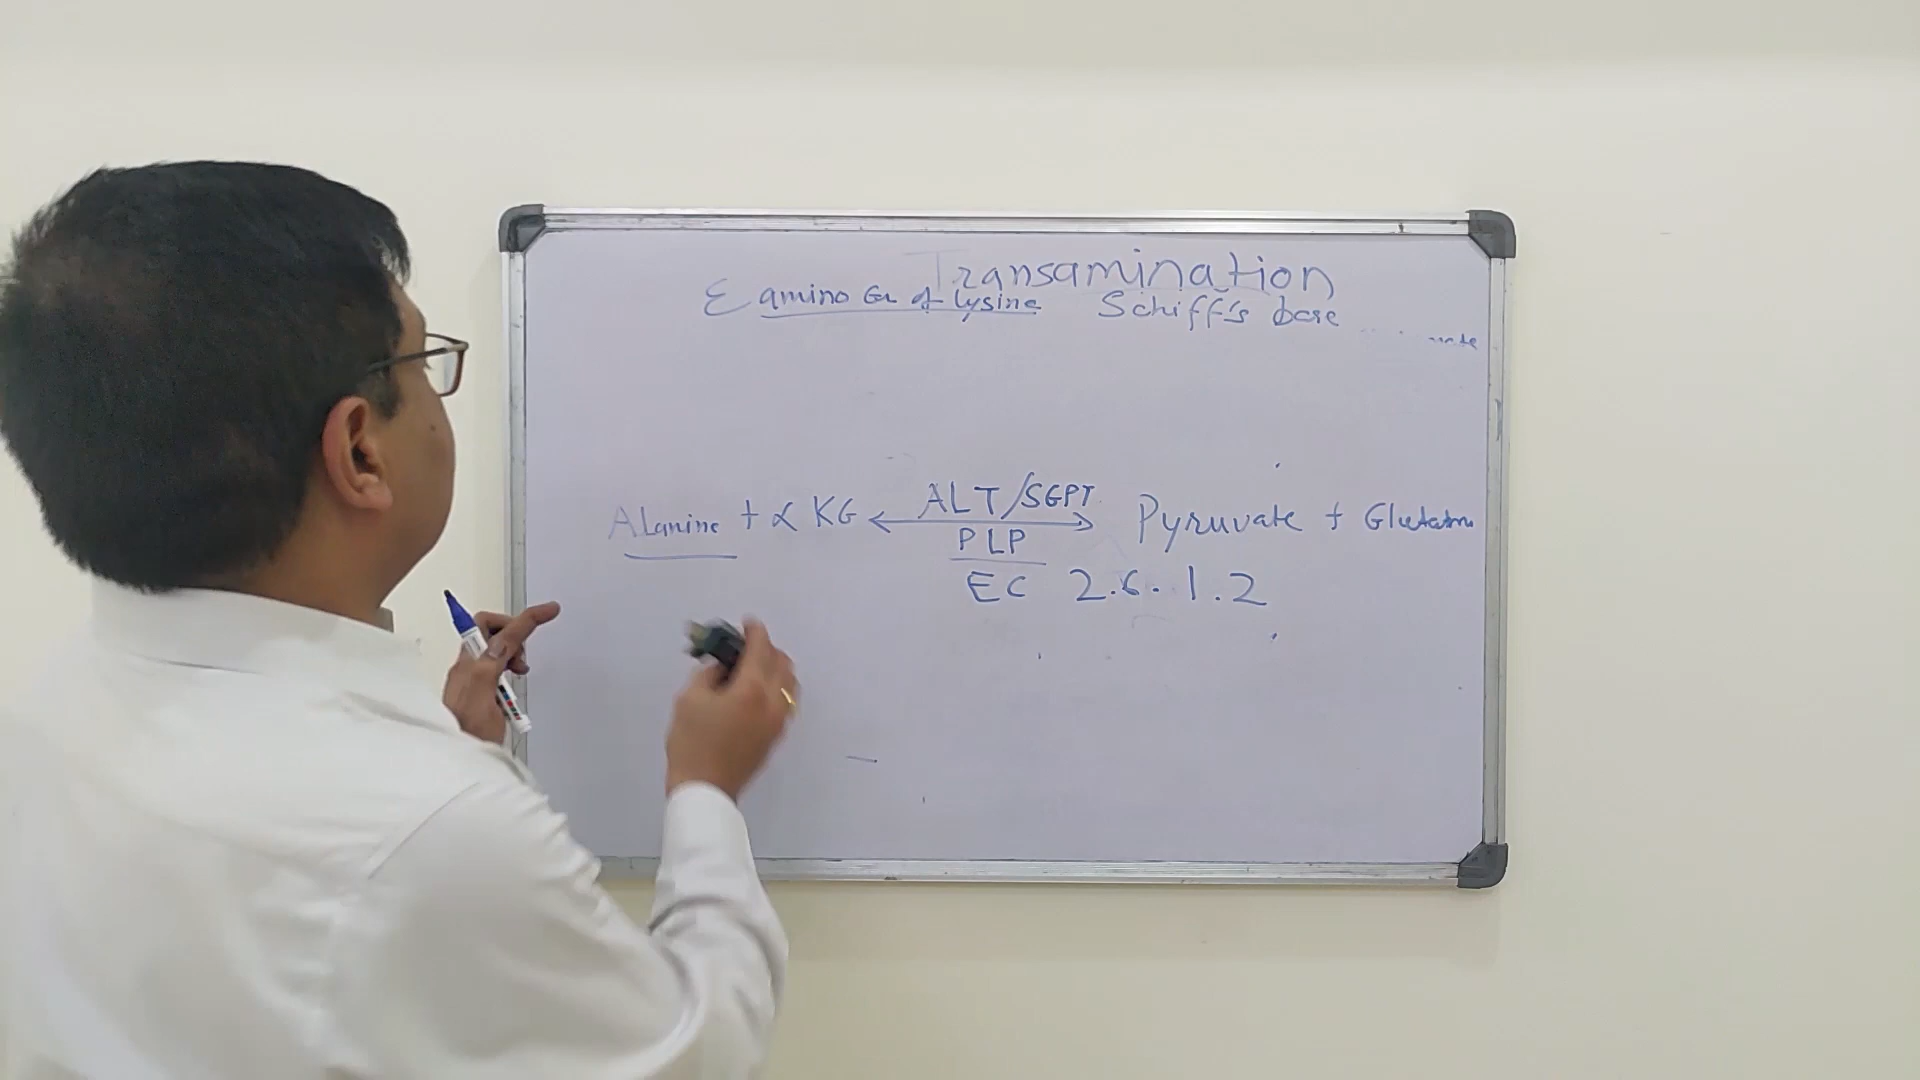 Transamination
Ɛ amino Gr of lysine Schiff's base
ALanine + α KG ⟷ ALT/SGPT Pyruvate + Glutam
PLP
EC 2.6.1.2